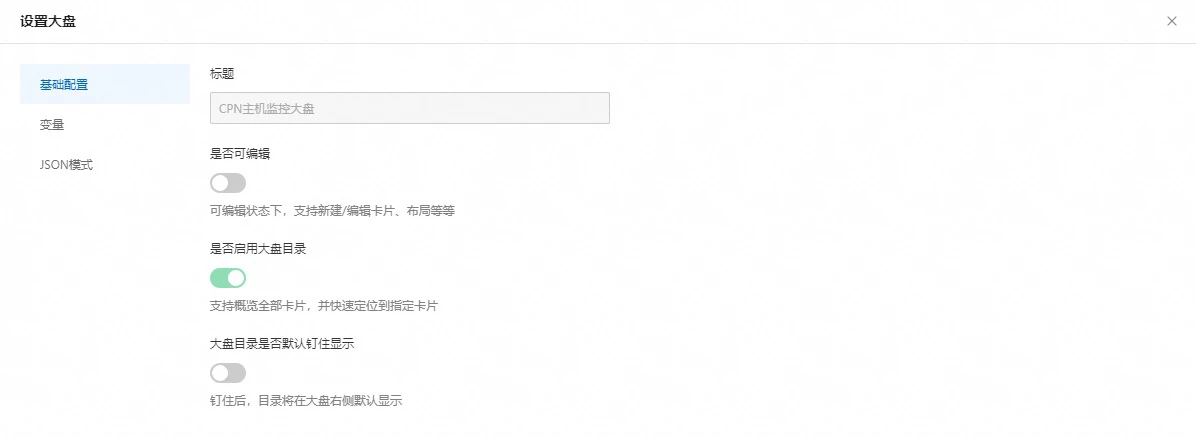 设置大盘
基础配置
变量
JSON模式
标题
CPN主机监控大盘
是否可编辑
可编辑状态下，支持新建/编辑卡片、布局等等
是否启用大盘目录
支持概览全部卡片，并快速定位到指定卡片
大盘目录是否默认钉住显示
钉住后，目录将在大盘右侧默认显示